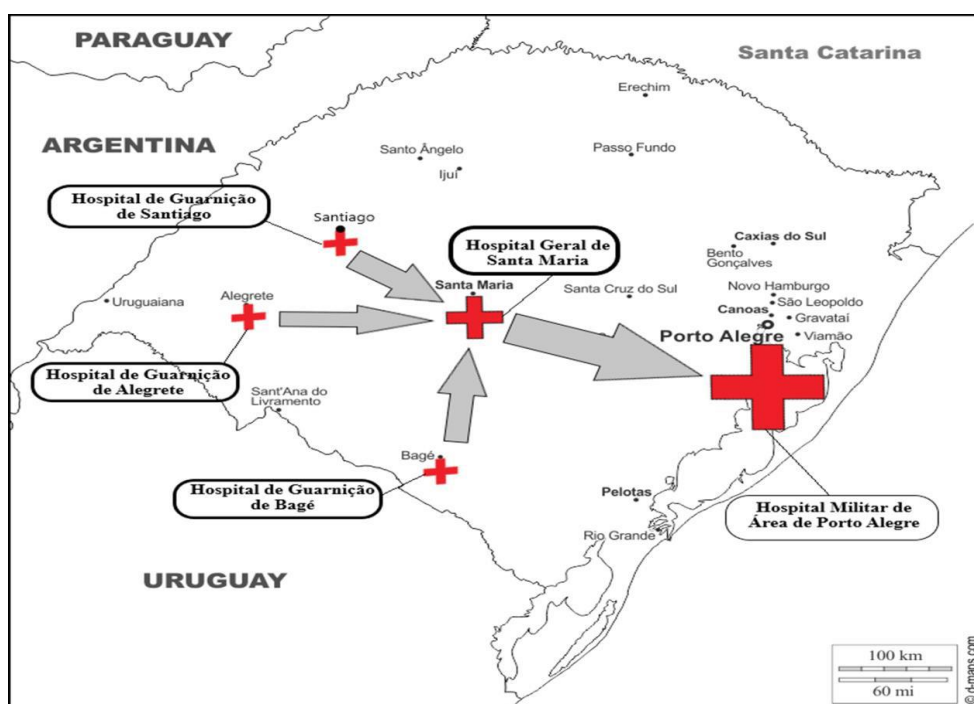 PARAGUAY
Santa Catarina
Erechim
ARGENTINA
Santo Ângelo
Passo Fundo
Ijuí
Hospital de Guarnição
de Santiago
Santiago
Hospital Geral de
Santa Maria
Caxias do Sul
Bento
Gonçalves
Santa Maria
Santa Cruz do Sul
Novo Hamburgo
São Leopoldo
Uruguaiana
Alegrete
Canoas
Gravataí
Porto Alegre
Viamão
Hospital de Guarnição
de Alegrete
Sant'Ana do
Livramento
Bagé
Hospital de Guarnição
de Bagé
Pelotas
Hospital Militar de
Área de Porto Alegre
Rio Grande
URUGUAY
100 km
60 mi
© d-maps.com